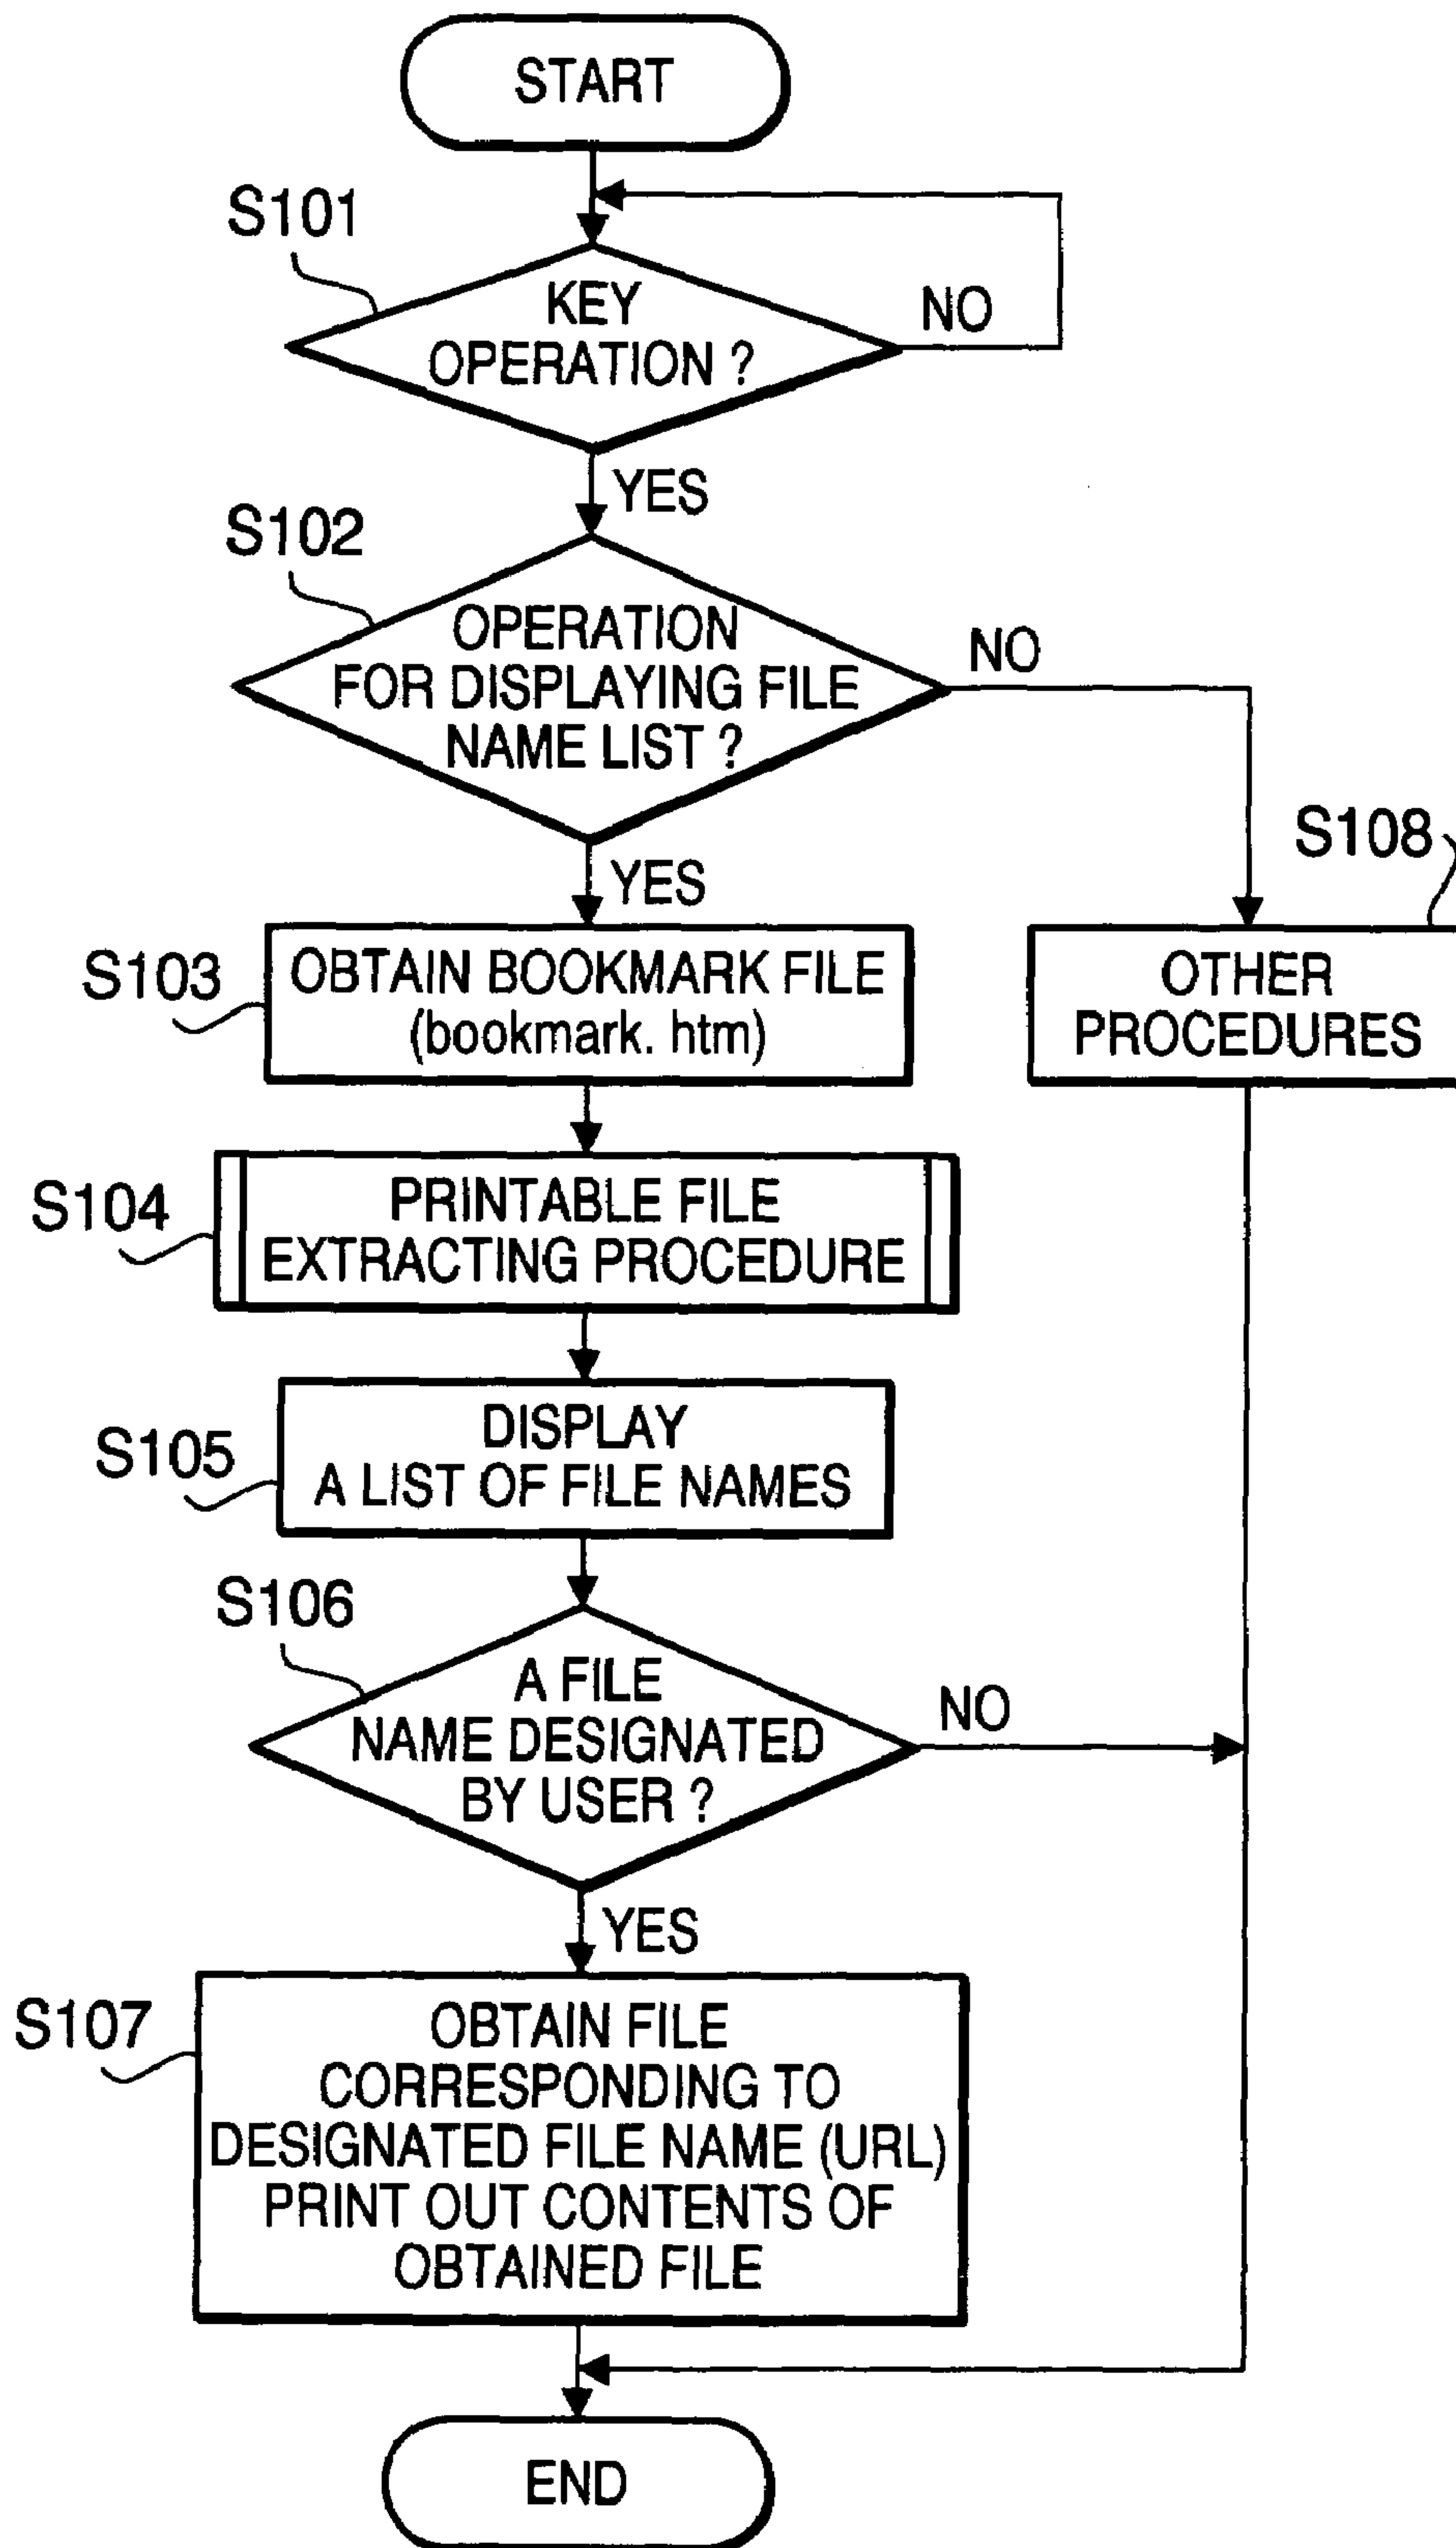 START
S101
KEY
OPERATION ?
NO
YES
S102
OPERATION
FOR DISPLAYING FILE
NAME LIST ?
NO
YES
S103
OBTAIN BOOKMARK FILE
(bookmark. htm)
S108
OTHER
PROCEDURES
S104
PRINTABLE FILE
EXTRACTING PROCEDURE
S105
DISPLAY
A LIST OF FILE NAMES
S106
A FILE
NAME DESIGNATED
BY USER ?
NO
YES
S107
OBTAIN FILE
CORRESPONDING TO
DESIGNATED FILE NAME (URL)
PRINT OUT CONTENTS OF
OBTAINED FILE
END